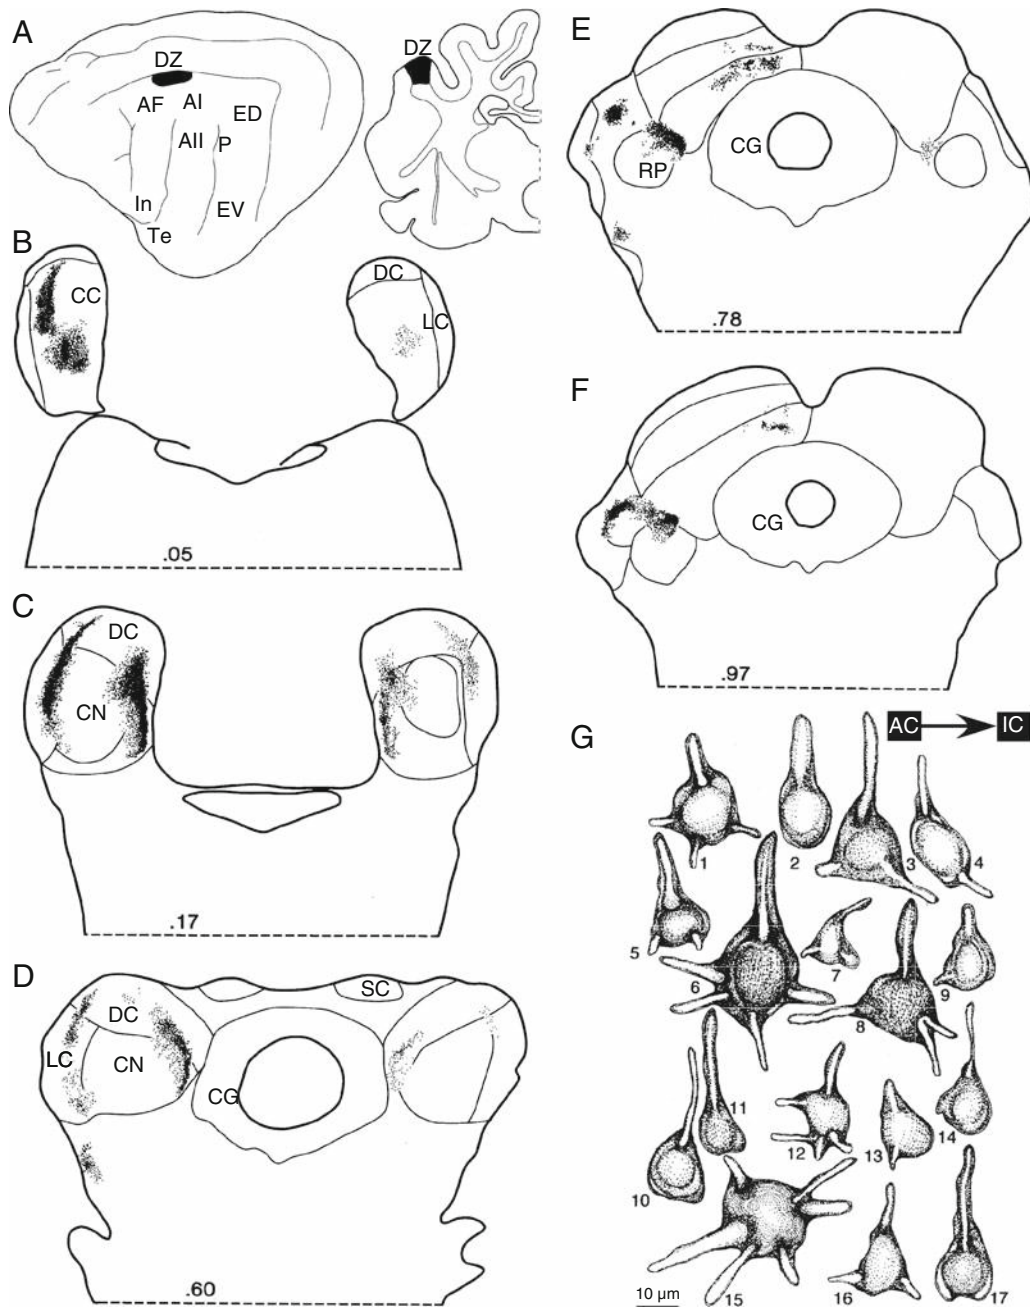 A
DZ
AF
AI
ED
AII
P
In
EV
Te
DZ
B
CC
DC
LC
.05
C
DC
CN
.17
D
DC
SC
LC
CN
CG
.60
E
CG
RP
.78
F
CG
.97
G
AC
IC
1
2
3
4
5
6
7
8
9
10
11
12
13
14
15
16
17
10 µm